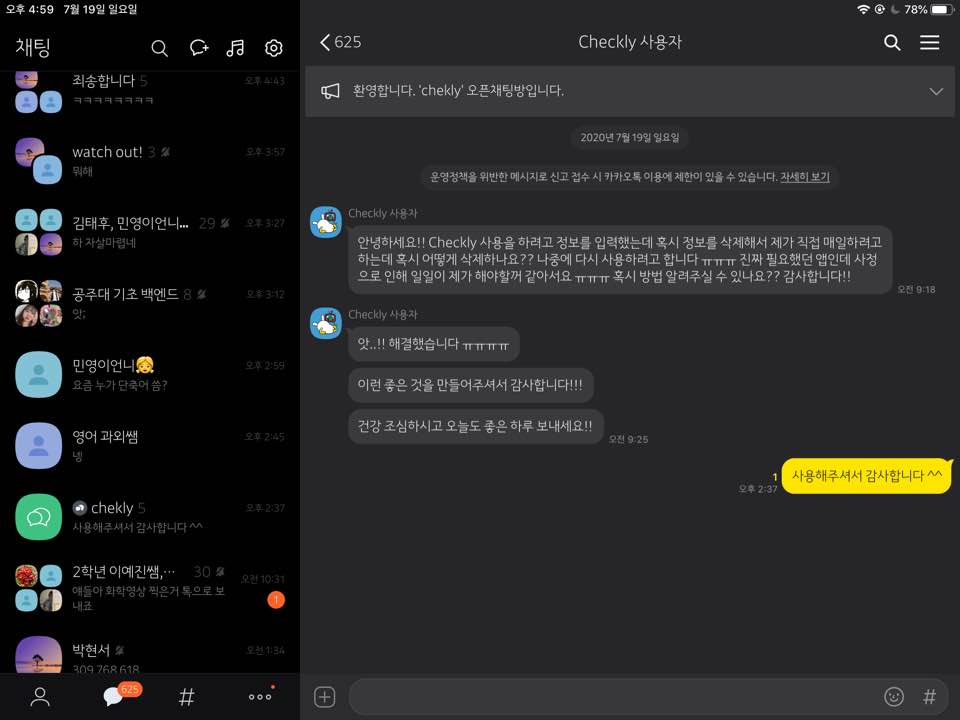 오후 4:59 7월 19일 일요일
78%
채팅
죄송합니다 5
오후 4:43
ㅋㅋㅋㅋㅋㅋㅋㅋ
watch out! 3
오후 3:57
뭐해
김태후, 민영이언니... 29
오후 3:27
하 자살마렵네
공주대 기초 백엔드 8
오후 3:12
앗;
민영이언니👧
오후 2:59
요즘 누가 단축어 씀?
영어 과외쌤
오후 2:45
넹
chekly 5
오후 2:37
사용해주셔서 감사합니다 ^^
2학년 이예진쌤,... 30
오전 10:31
얘들아 화학영상 찍은거 톡으로 보
내죠
1
박현서
오전 1:34
309 768 618
625
#
625
Checkly 사용자
환영합니다. 'chekly' 오픈채팅방입니다.
2020년 7월 19일 일요일
운영정책을 위반한 메시지로 신고 접수 시 카카오톡 이용에 제한이 있을 수 있습니다. 자세히 보기
Checkly 사용자
안녕하세요!! Checkly 사용을 하려고 정보를 입력했는데 혹시 정보를 삭제해서 제가 직접 매일하려고
하는데 혹시 어떻게 삭제하나요?? 나중에 다시 사용하려고 합니다 ㅠㅠㅠ 진짜 필요했던 앱인데 사정
으로 인해 일일이 제가 해야할꺼 같아서요 ㅠㅠㅠ 혹시 방법 알려주실 수 있나요?? 감사합니다!!
오전 9:18
Checkly 사용자
앗..!! 해결했습니다 ㅠㅠㅠㅠ
이런 좋은 것을 만들어주셔서 감사합니다!!!
건강 조심하시고 오늘도 좋은 하루 보내세요!!
오전 9:25
1
오후 2:37
사용해주셔서 감사합니다 ^^
#